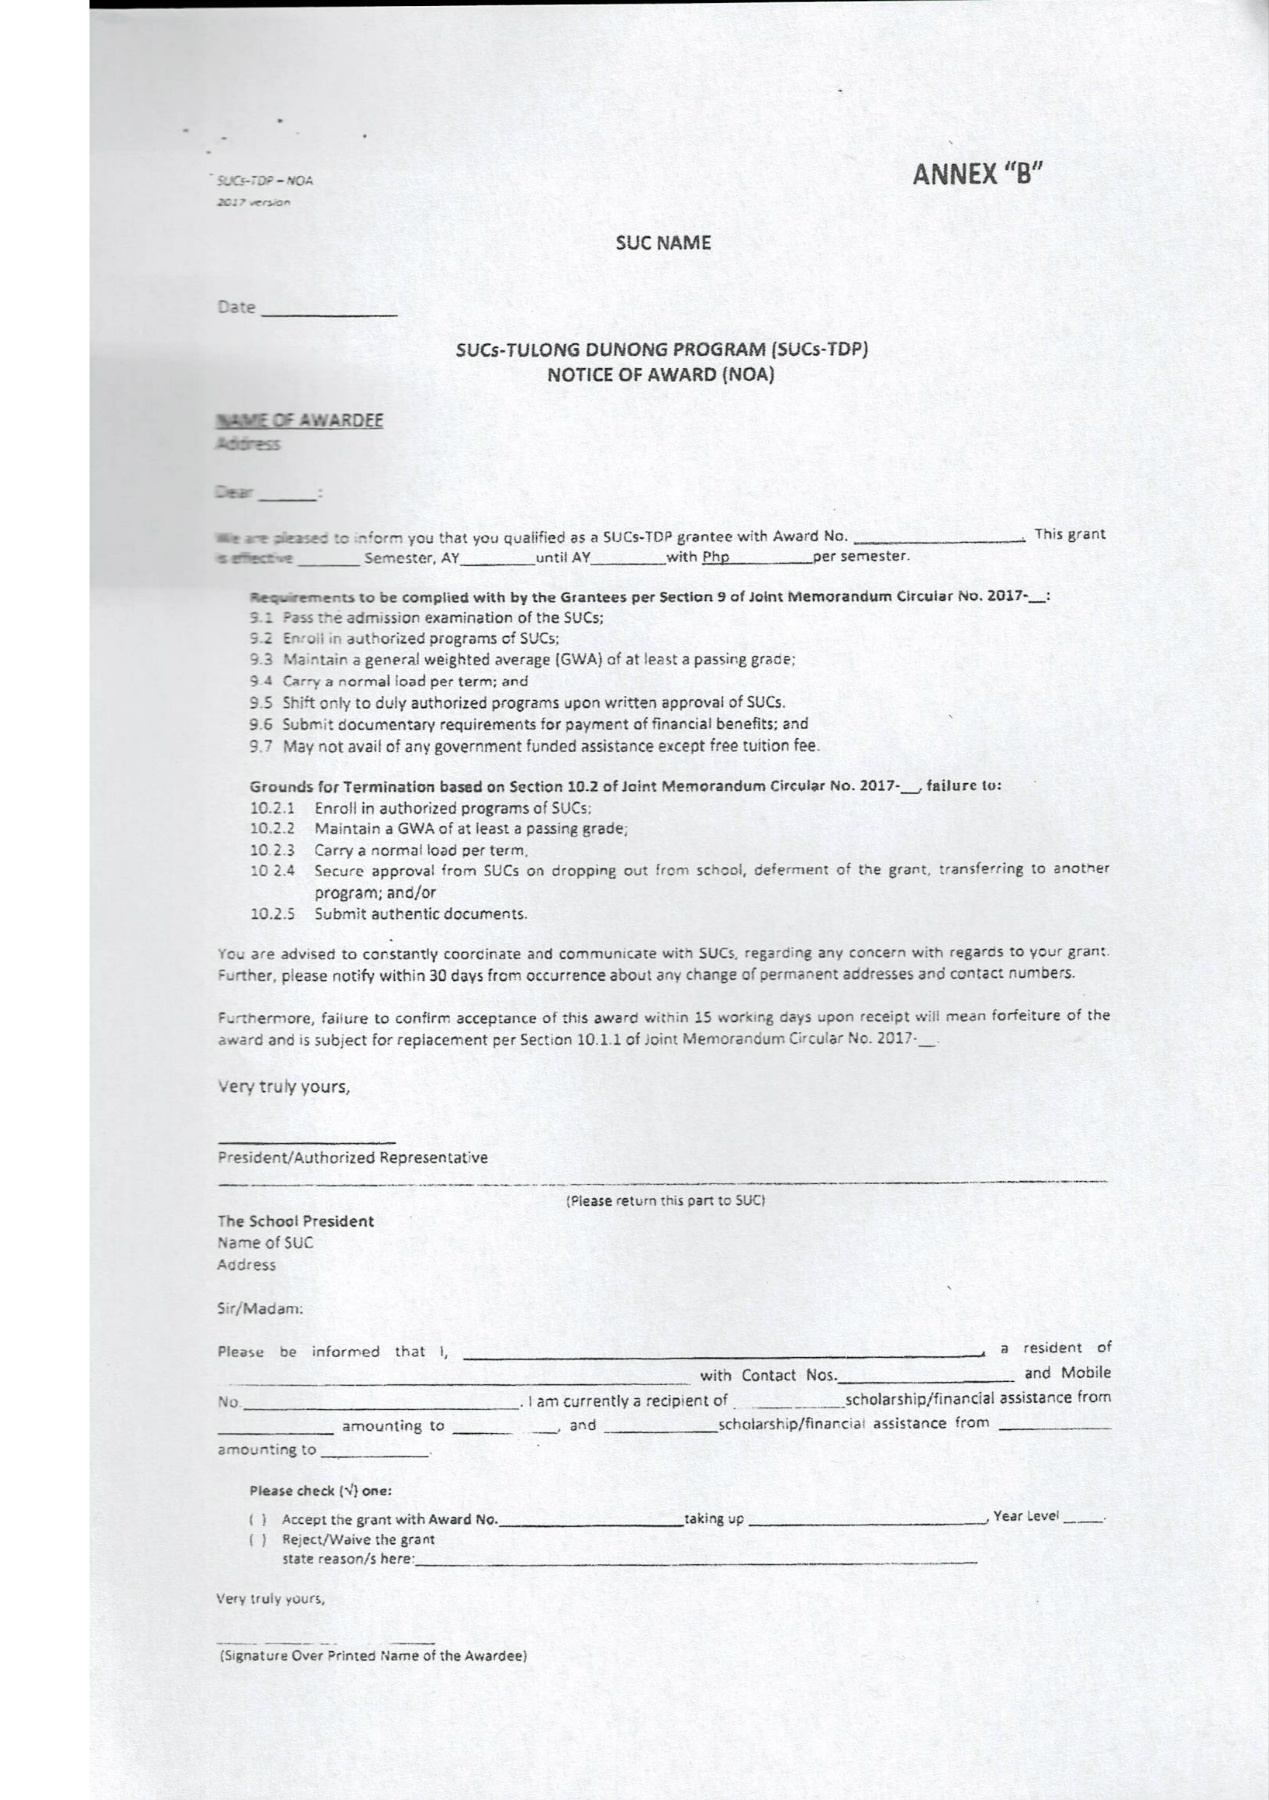 SUCs-TDP – NOA
2017 version
ANNEX "B"
SUC NAME
Date ______________
SUCs-TULONG DUNONG PROGRAM (SUCs-TDP)
NOTICE OF AWARD (NOA)
NAME OF AWARDEE
Address
Dear ______:
We are pleased to inform you that you qualified as a SUCs-TDP grantee with Award No. ____________________. This grant
is effective _______ Semester, AY_________until AY_________with Php__________per semester.
Requirements to be complied with by the Grantees per Section 9 of Joint Memorandum Circular No. 2017-__:
9.1 Pass the admission examination of the SUCs;
9.2 Enroll in authorized programs of SUCs;
9.3 Maintain a general weighted average (GWA) of at least a passing grade;
9.4 Carry a normal load per term; and
9.5 Shift only to duly authorized programs upon written approval of SUCs.
9.6 Submit documentary requirements for payment of financial benefits; and
9.7 May not avail of any government funded assistance except free tuition fee.
Grounds for Termination based on Section 10.2 of Joint Memorandum Circular No. 2017-__, failure to:
10.2.1 Enroll in authorized programs of SUCs;
10.2.2 Maintain a GWA of at least a passing grade;
10.2.3 Carry a normal load per term,
10.2.4 Secure approval from SUCs on dropping out from school, deferment of the grant, transferring to another
program; and/or
10.2.5 Submit authentic documents.
You are advised to constantly coordinate and communicate with SUCs, regarding any concern with regards to your grant.
Further, please notify within 30 days from occurrence about any change of permanent addresses and contact numbers.
Furthermore, failure to confirm acceptance of this award within 15 working days upon receipt will mean forfeiture of the
award and is subject for replacement per Section 10.1.1 of Joint Memorandum Circular No. 2017-__.
Very truly yours,
____________________
President/Authorized Representative
(Please return this part to SUC)
The School President
Name of SUC
Address
Sir/Madam:
Please be informed that I, ____________________, a resident of
____________________ with Contact Nos.____________________ and Mobile
No.____________________. I am currently a recipient of ____________scholarship/financial assistance from
_____________ amounting to ____________, and _____________scholarship/financial assistance from _____________
amounting to ____________.
Please check (√) one:
( ) Accept the grant with Award No.____________________taking up ____________________, Year Level _____.
( ) Reject/Waive the grant
state reason/s here:____________________
Very truly yours,
____________________
(Signature Over Printed Name of the Awardee)